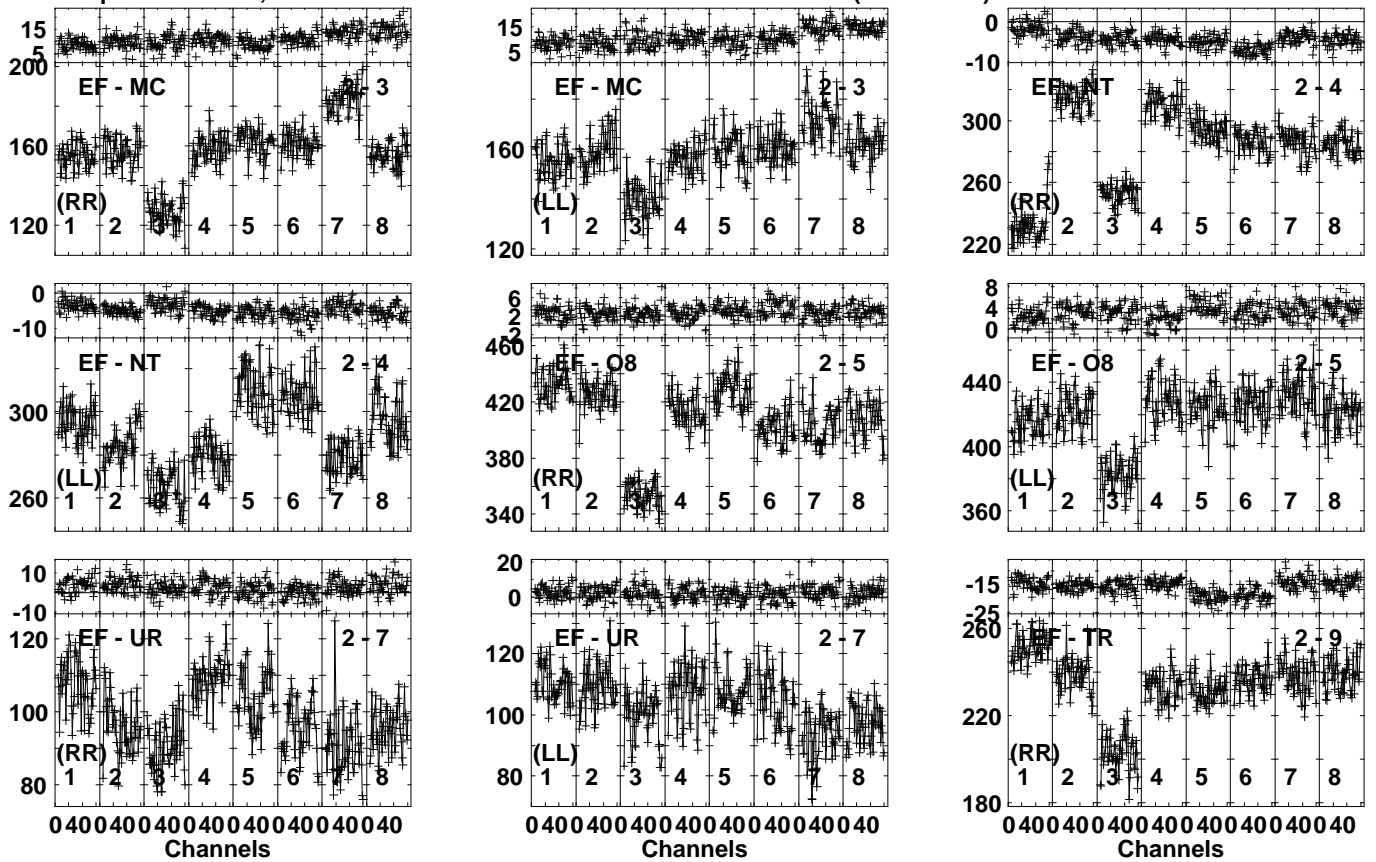 15
5
200
EF - MC 2 - 3
160
(RR)
120
1 2 3 4 5 6 7 8
15
5
EF - MC 2 - 3
160
(LL)
120
1 2 3 4 5 6 7 8
0
-10
EF - NT 2 - 4
300
260
(RR)
220
1 2 3 4 5 6 7 8
0
-10
EF - NT 2 - 4
300
(LL)
260
1 2 3 4 5 6 7 8
6
2
-2
460
EF - O8 2 - 5
420
380
(RR)
340
1 2 3 4 5 6 7 8
8
4
0
EF - O8 2 - 5
440
400
(LL)
360
1 2 3 4 5 6 7 8
10
-10
120
EF - UR 2 - 7
100
(RR)
80
1 2 3 4 5 6 7 8
20
0
EF - UR 2 - 7
120
100
(LL)
80
1 2 3 4 5 6 7 8
-15
-25
260
EF - TR 2 - 9
220
(RR)
180
1 2 3 4 5 6 7 8
0 40 0 40 0 40 0 40 0 40 0 40 0 40 0 40
Channels
0 40 0 40 0 40 0 40 0 40 0 40 0 40 0 40
Channels
0 40 0 40 0 40 0 40 0 40 0 40 0 40 0 40
Channels